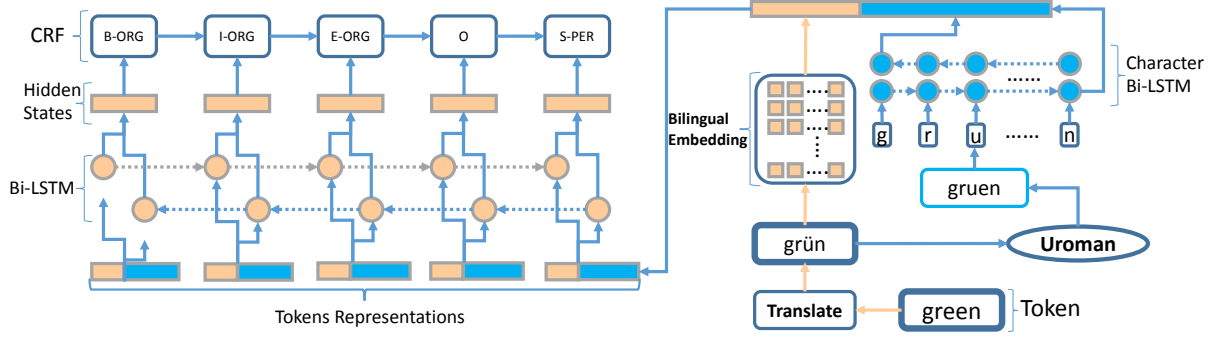 CRF
B-ORG
I-ORG
E-ORG
O
S-PER
Hidden
States
Bi-LSTM
Tokens Representations
Bilingual
Embedding
.....
.....
.....
.....
Character
Bi-LSTM
......
g
r
u
......
n
gruen
grün
Uroman
Translate
green
Token